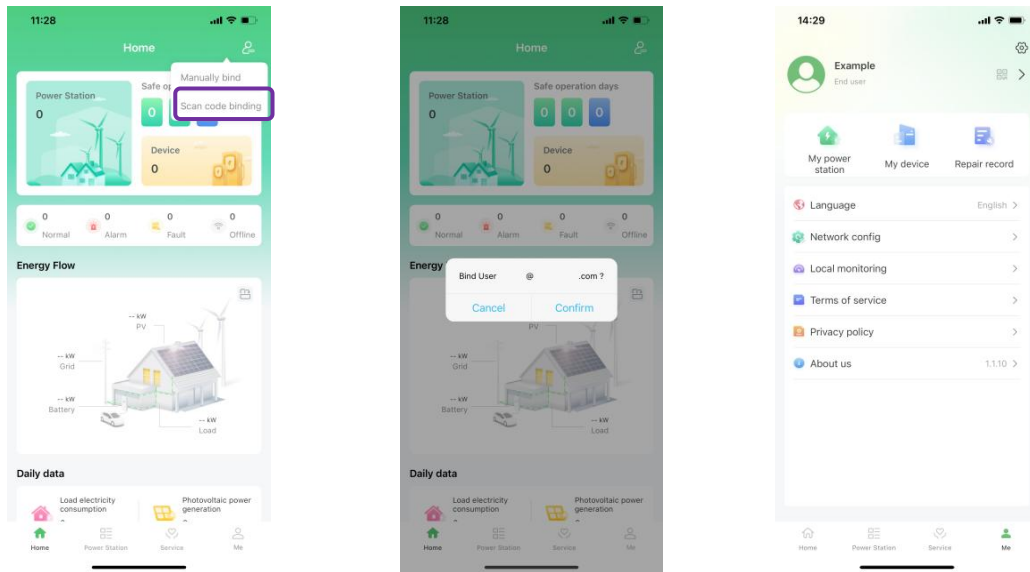 11:28
Home
Manually bind
Scan code binding
Power Station
0
Safe op
0
Device
0
0
Normal
0
Alarm
0
Fault
0
Offline
Energy Flow
-- kW
PV
-- kW
Grid
-- kW
Battery
-- kW
Load
Daily data
Load electricity
consumption
Photovoltaic power
generation
Home
Power Station
Service
Me
11:28
Home
Power Station
0
Safe operation days
0 0 0
Device
0
0
Normal
0
Alarm
0
Fault
0
Offline
Energy
Bind User @ .com ?
Cancel
Confirm
PV
-- kW
Grid
-- kW
Battery
-- kW
Load
Daily data
Load electricity
consumption
Photovoltaic power
generation
Home
Power Station
Service
Me
14:29
Example
End user
My power
station
My device
Repair record
Language
English
Network config
Local monitoring
Terms of service
Privacy policy
About us
1.1.10
Home
Power Station
Service
Me